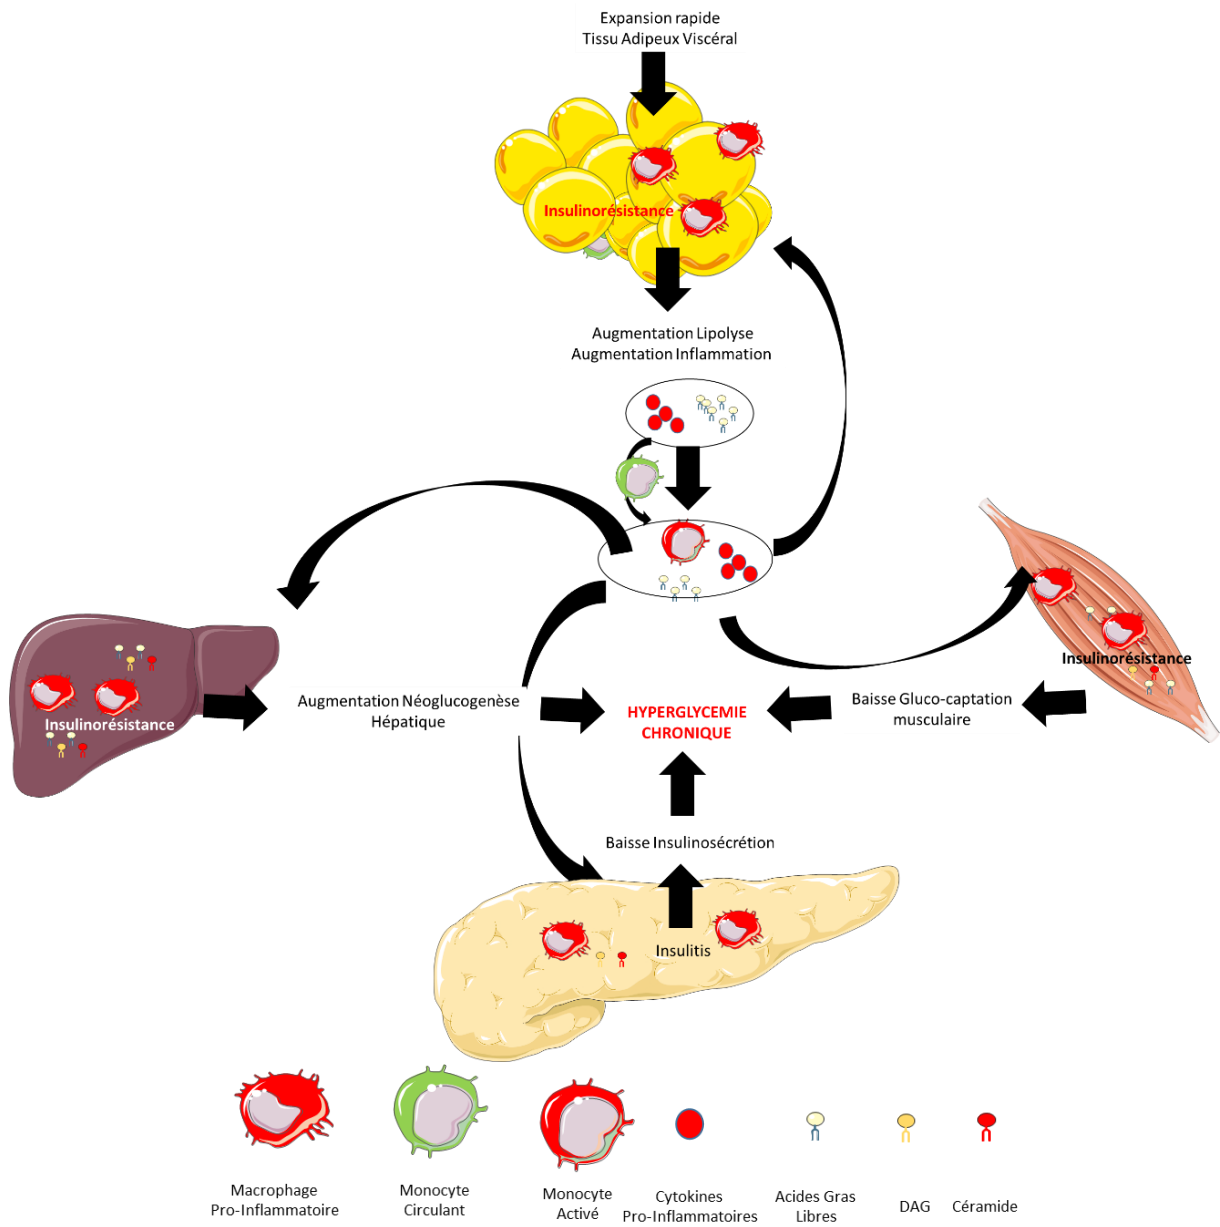 Expansion rapide
Tissu Adipeux Viscéral
Insulinorésistance
Augmentation Lipolyse
Augmentation Inflammation
Insulinorésistance
Augmentation Néoglucogenèse
Hépatique
HYPERGLYCEMIE
CHRONIQUE
Baisse Gluco-captation
musculaire
Insulinorésistance
Baisse Insulinosécrétion
Insulitis
Macrophage
Pro-Inflammatoire
Monocyte
Circulant
Monocyte
Activé
Cytokines
Pro-Inflammatoires
Acides Gras
Libres
DAG
Céramide